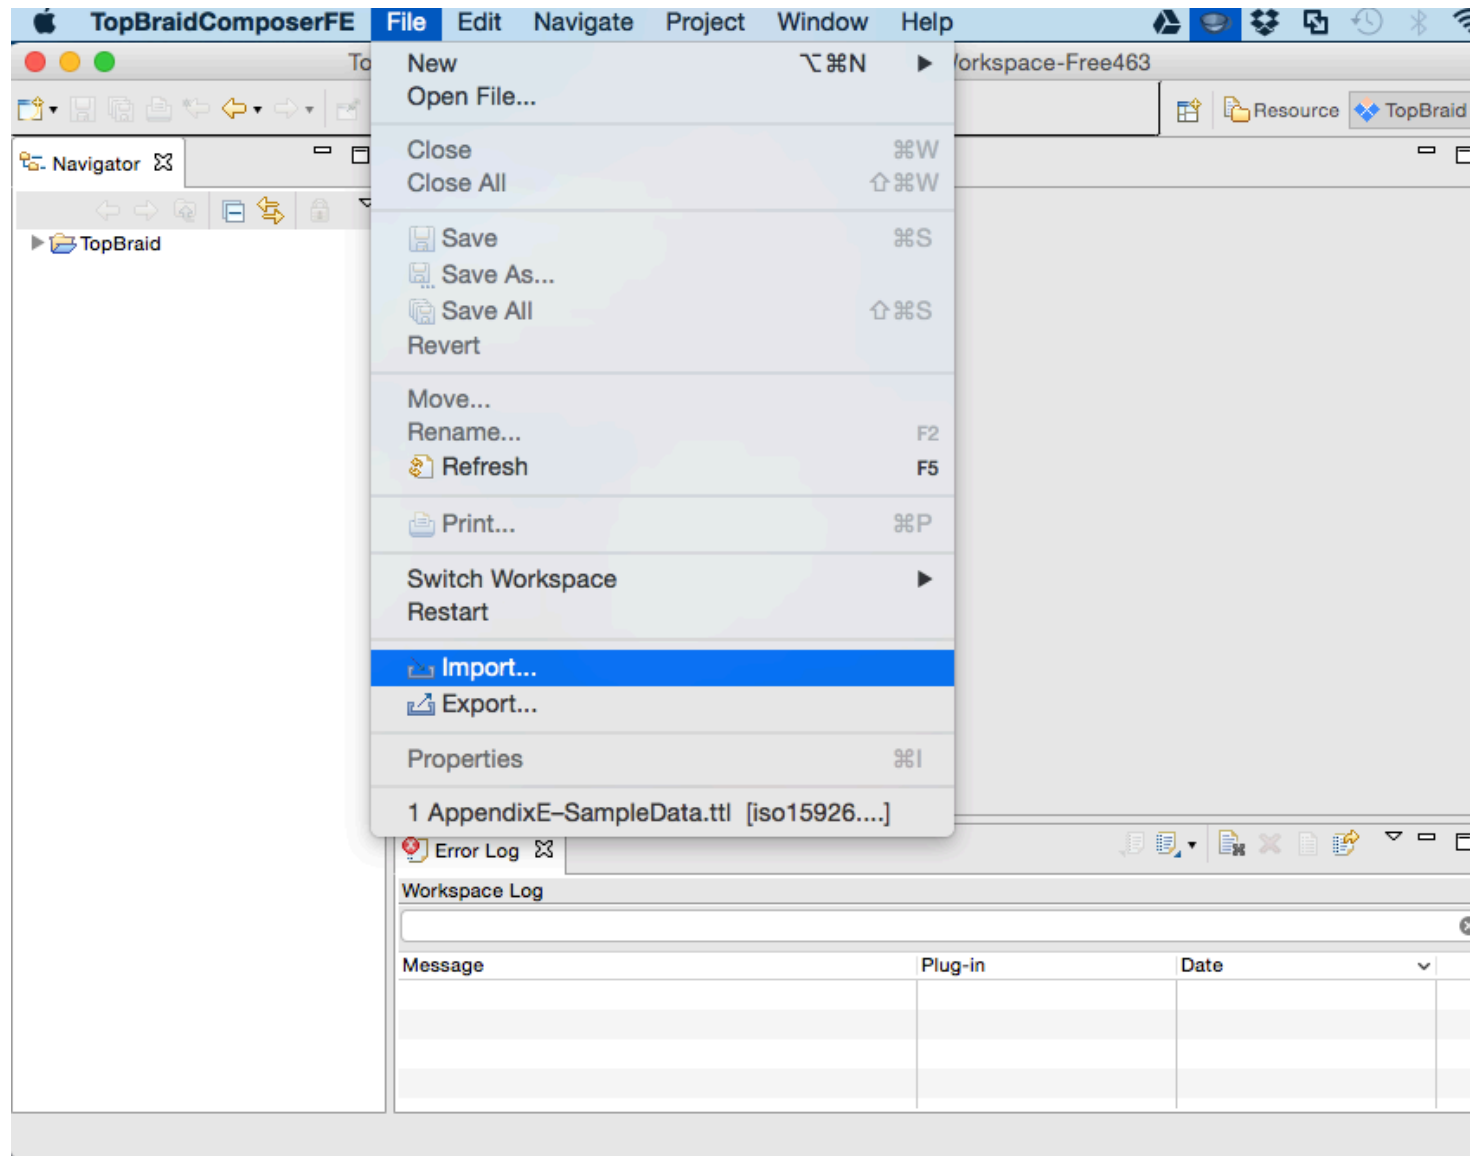 TopBraidComposerFE File Edit Navigate Project Window Help
To
/orkspace-Free463
Resource TopBraid
Navigator
TopBraid
New ⌥⌘N
Open File...
Close ⌘W
Close All ⇧⌘W
Save ⌘S
Save As...
Save All ⇧⌘S
Revert
Move...
Rename... F2
Refresh F5
Print... ⌘P
Switch Workspace
Restart
Import...
Export...
Properties ⌘I
1 AppendixE–SampleData.ttl [iso15926....]
Error Log
Workspace Log
Message Plug-in Date